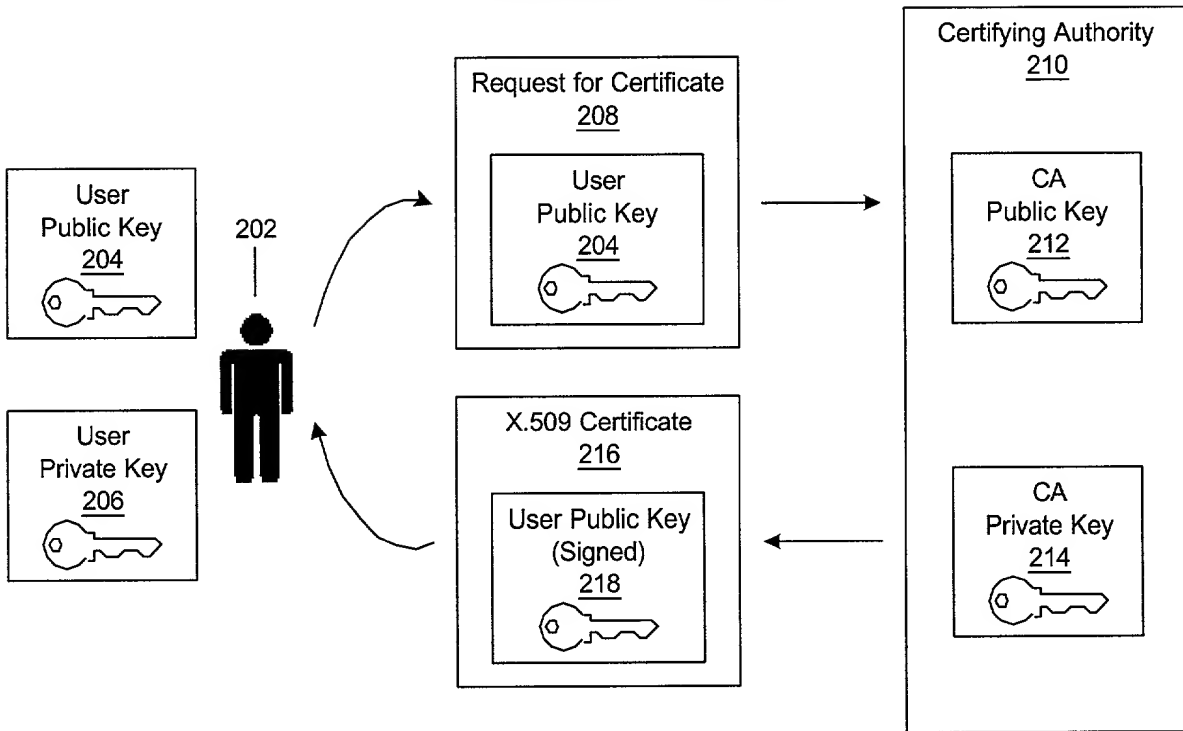 User
Public Key
204
User
Private Key
206
202
Request for Certificate
208
User
Public Key
204
X.509 Certificate
216
User Public Key
(Signed)
218
Certifying Authority
210
CA
Public Key
212
CA
Private Key
214